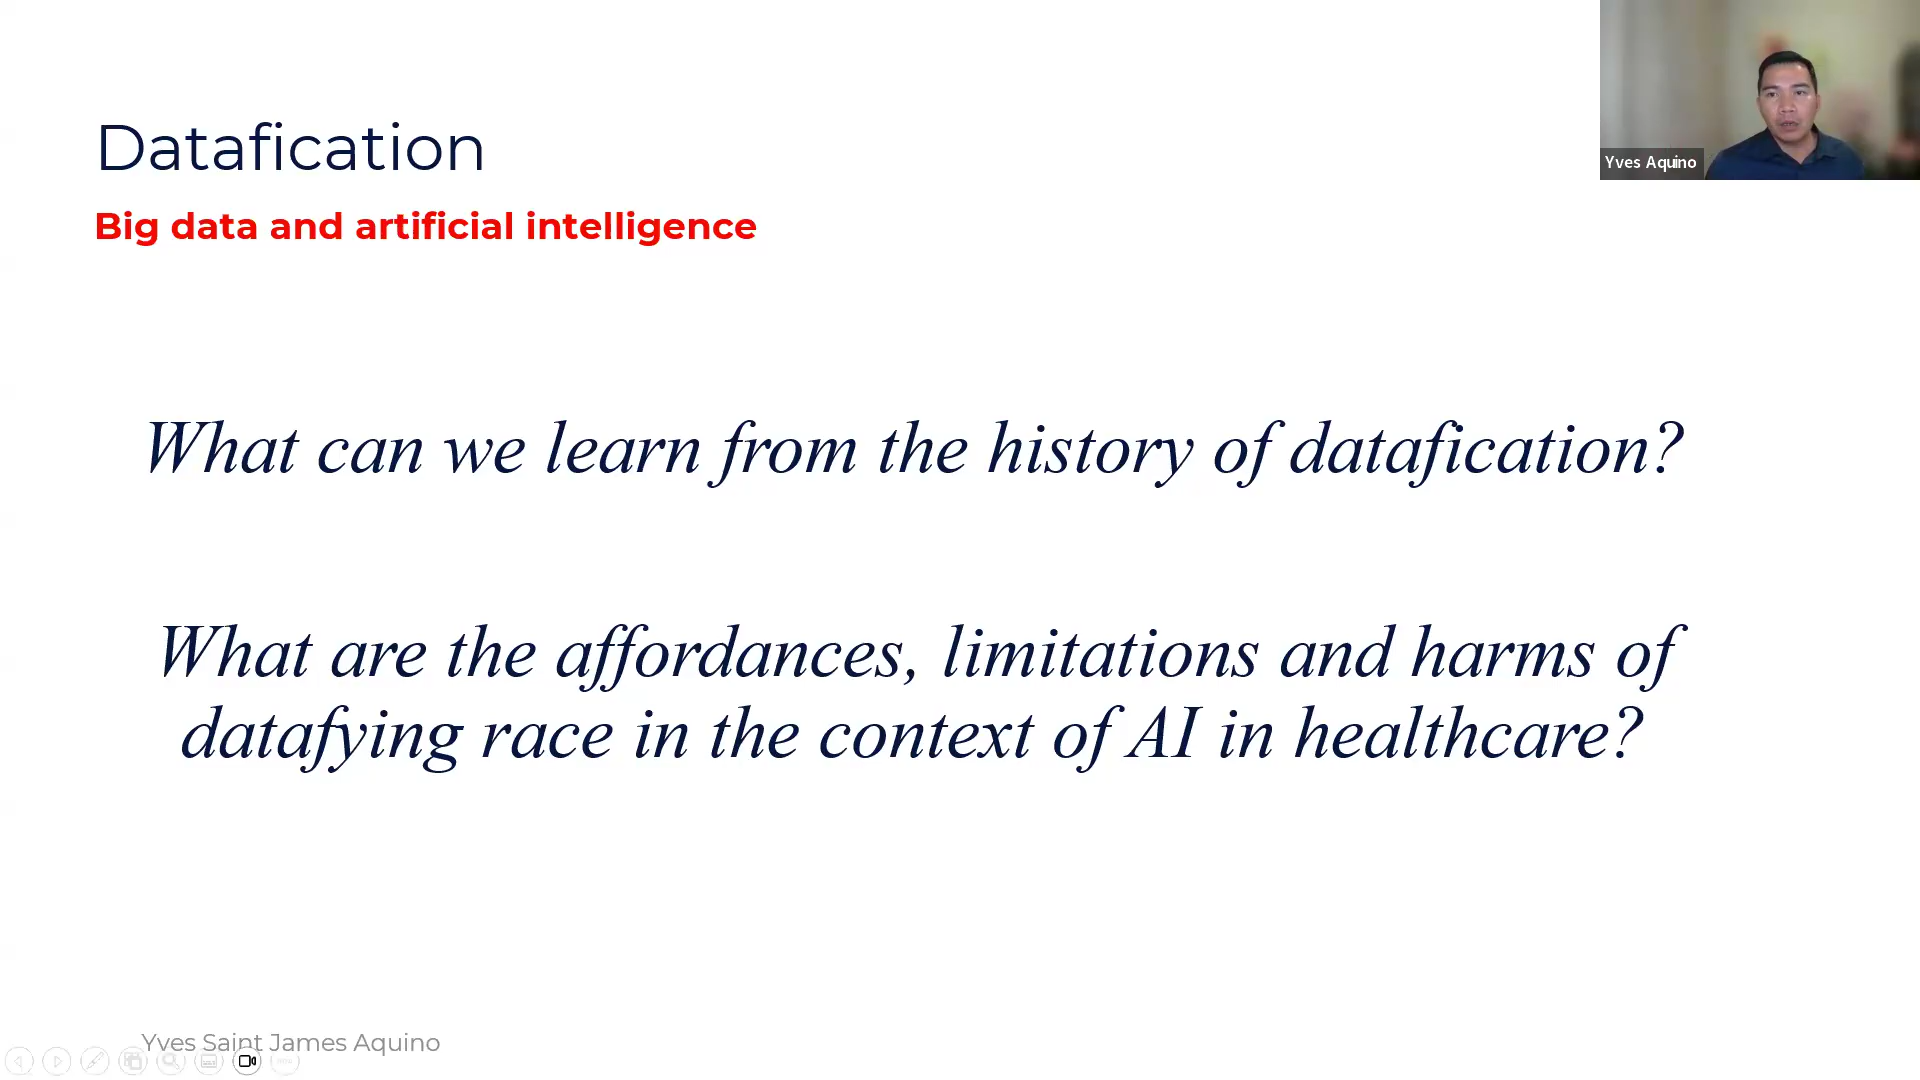 Datafication
Big data and artificial intelligence
Yves Aquino
What can we learn from the history of datafication?
What are the affordances, limitations and harms of
datafying race in the context of AI in healthcare?
Yves Saint James Aquino